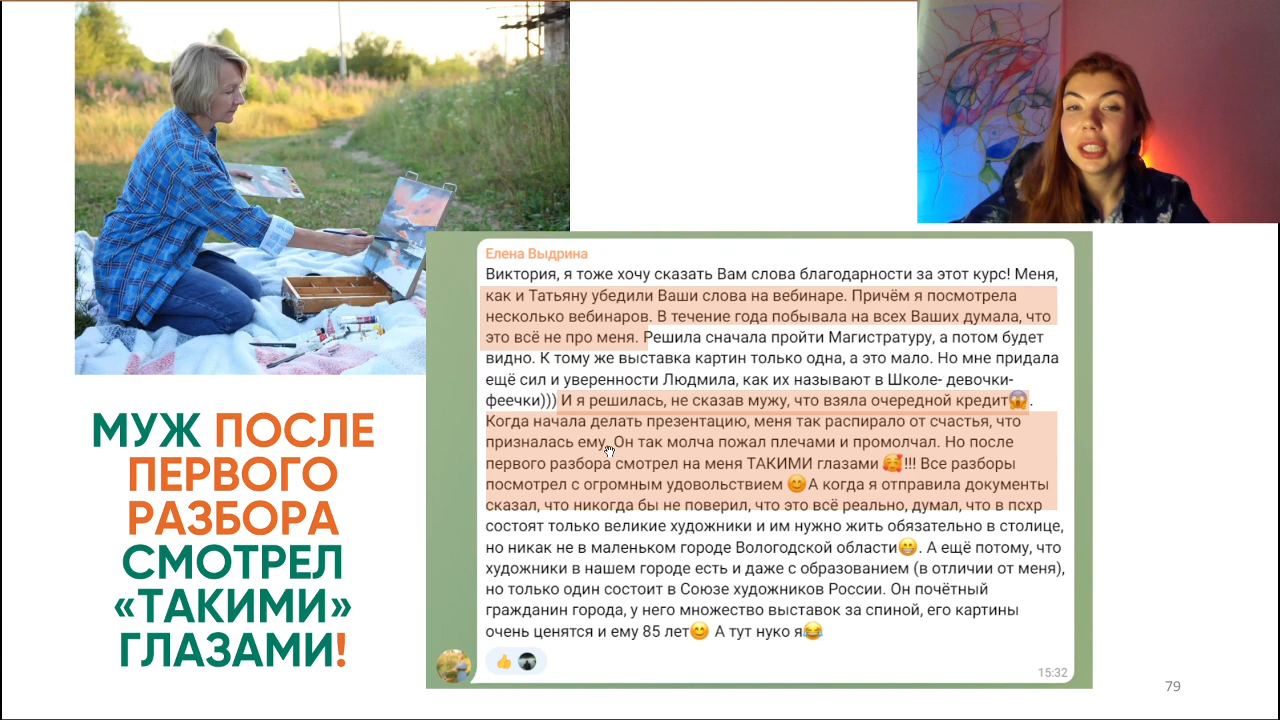 МУЖ ПОСЛЕ
ПЕРВОГО
РАЗБОРА
СМОТРЕЛ
«ТАКИМИ»
ГЛАЗАМИ!
Елена Выдрина
Виктория, я тоже хочу сказать Вам слова благодарности за этот курс! Меня,
как и Татьяну убедили Ваши слова на вебинаре. Причём я посмотрела
несколько вебинаров. В течение года побывала на всех Ваших думала, что
это всё не про меня. Решила сначала пройти Магистратуру, а потом будет
видно. К тому же выставка картин только одна, а это мало. Но мне придала
ещё сил и уверенности Людмила, как их называют в Школе- девочки-
феечки))) И я решилась, не сказав мужу, что взяла очередной кредит😱.
Когда начала делать презентацию, меня так распирало от счастья, что
призналась ему. Он так молча пожал плечами и промолчал. Но после
первого разбора смотрел на меня ТАКИМИ глазами 🥰!!! Все разборы
посмотрел с огромным удовольствием 😊А когда я отправила документы
сказал, что никогда бы не поверил, что это всё реально, думал, что в псхр
состоят только великие художники и им нужно жить обязательно в столице,
но никак не в маленьком городе Вологодской области😁. А ещё потому, что
художники в нашем городе есть и даже с образованием (в отличии от меня),
но только один состоит в Союзе художников России. Он почётный
гражданин города, у него множество выставок за спиной, его картины
очень ценятся и ему 85 лет😊 А тут нуко я😂
15:32
79